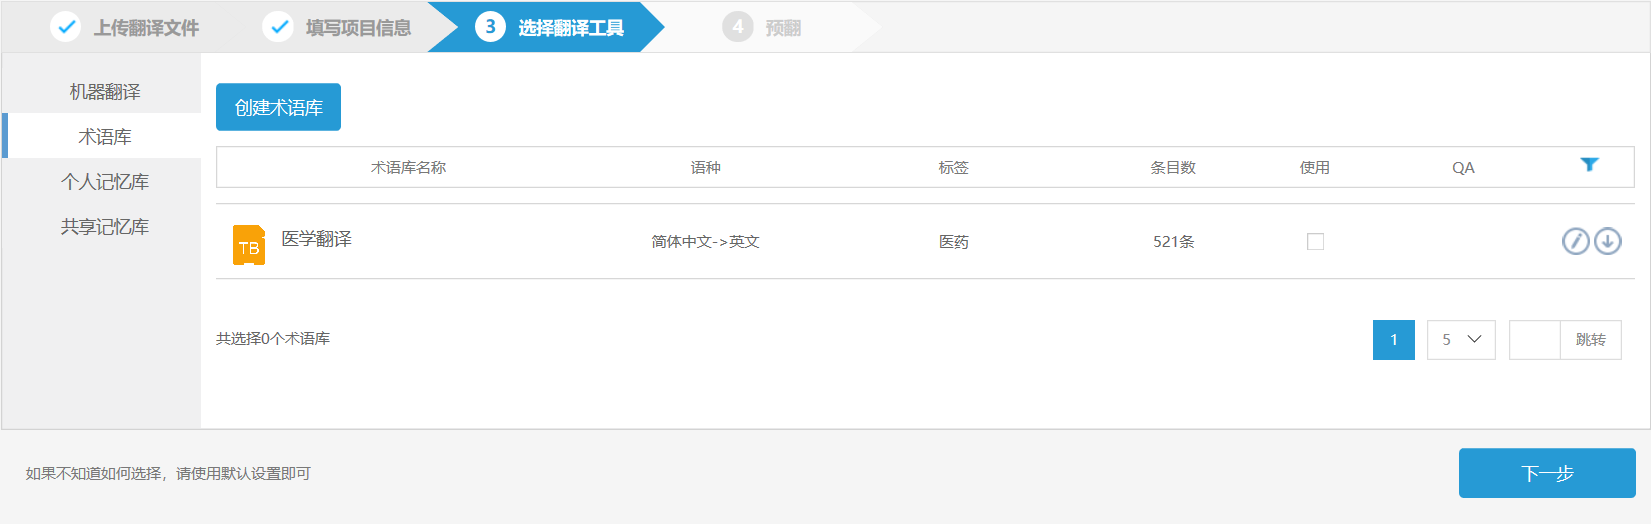 上传翻译文件 填写项目信息 3 选择翻译工具 4 预翻
机器翻译
术语库
个人记忆库
共享记忆库
创建术语库
术语库名称 语种 标签 条目数 使用 QA
TB 医学翻译 简体中文->英文 医药 521条
共选择0个术语库 1 5 跳转
如果不知道如何选择，请使用默认设置即可 下一步